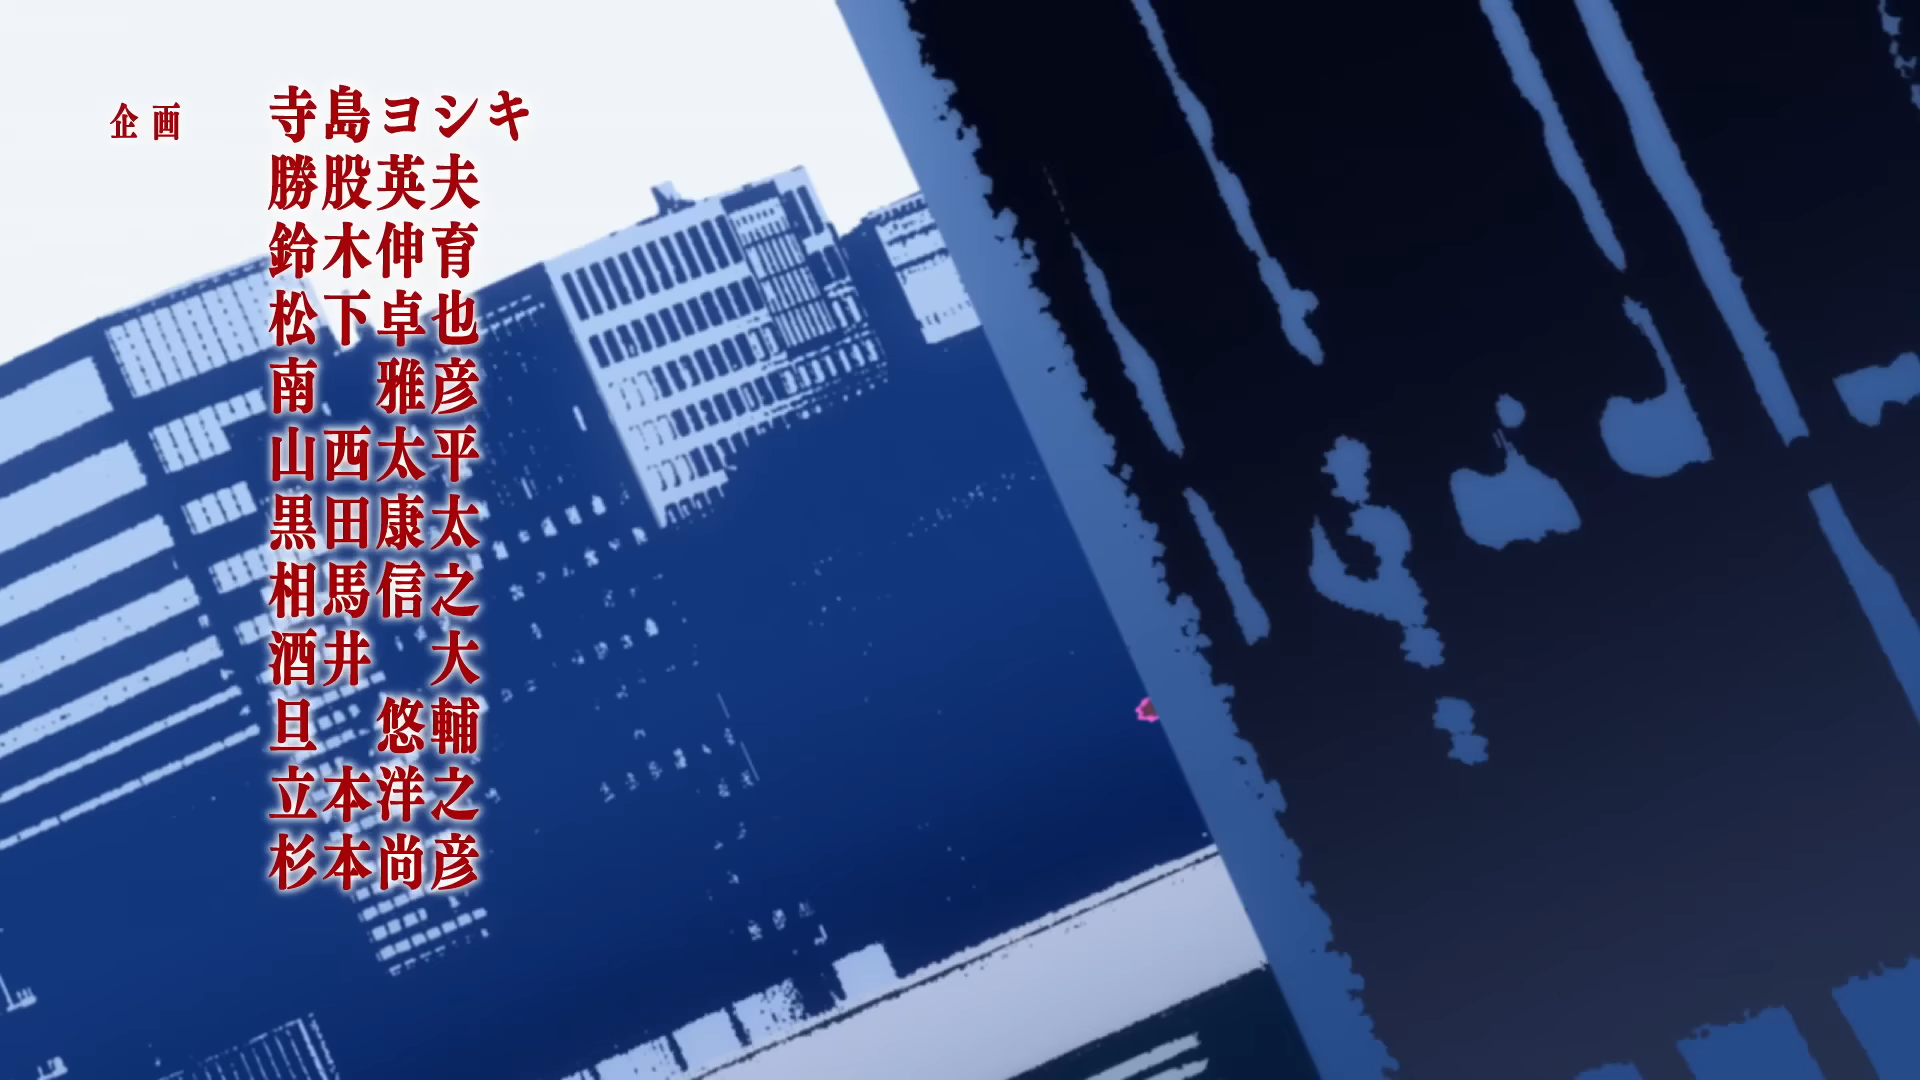 企画 寺島ヨシキ
勝股英夫
鈴木伸育
松下卓也
南 雅彦
山西太平
黒田康太
相馬信之
酒井 大
旦 悠輔
立本洋之
杉本尚彦